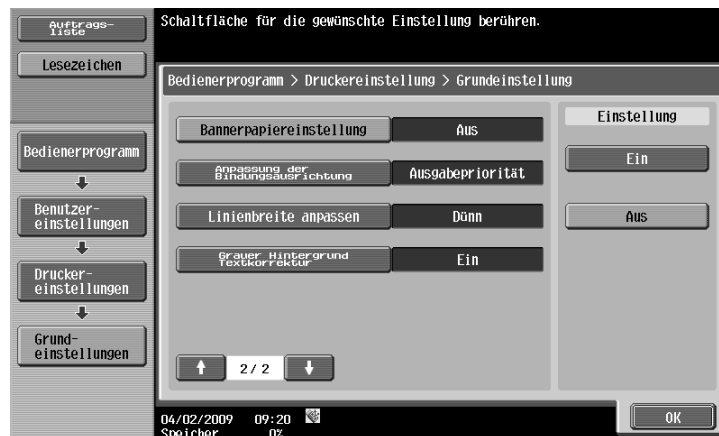 Auftrags-
liste
Lesezeichen
Schaltfläche für die gewünschte Einstellung berühren.
Bedienerprogramm > Druckereinstellung > Grundeinstellung
Bedienerprogramm
Benutzer-
einstellungen
Drucker-
einstellungen
Grund-
einstellungen
Bannerpapiereinstellung Aus
Anpassung der
Bindungsausrichtung Ausgabepriorität
Linienbreite anpassen Dünn
Grauer Hintergrund
Textkorrektur Ein
2/ 2
Einstellung
Ein
Aus
04/02/2009 09:20
Speicher 0%
OK